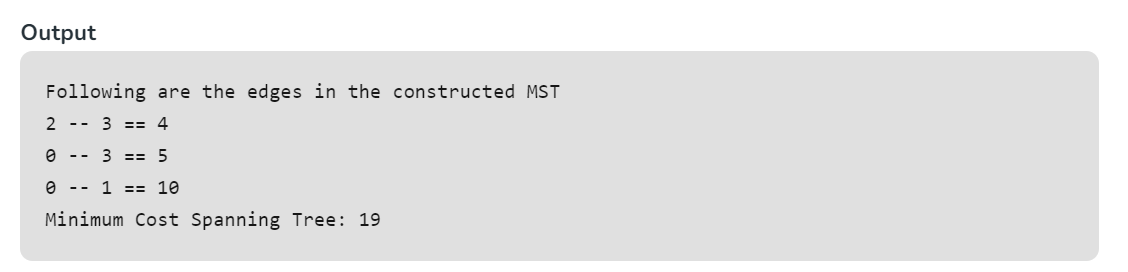 Output
Following are the edges in the constructed MST
2 -- 3 == 4
0 -- 3 == 5
0 -- 1 == 10
Minimum Cost Spanning Tree: 19